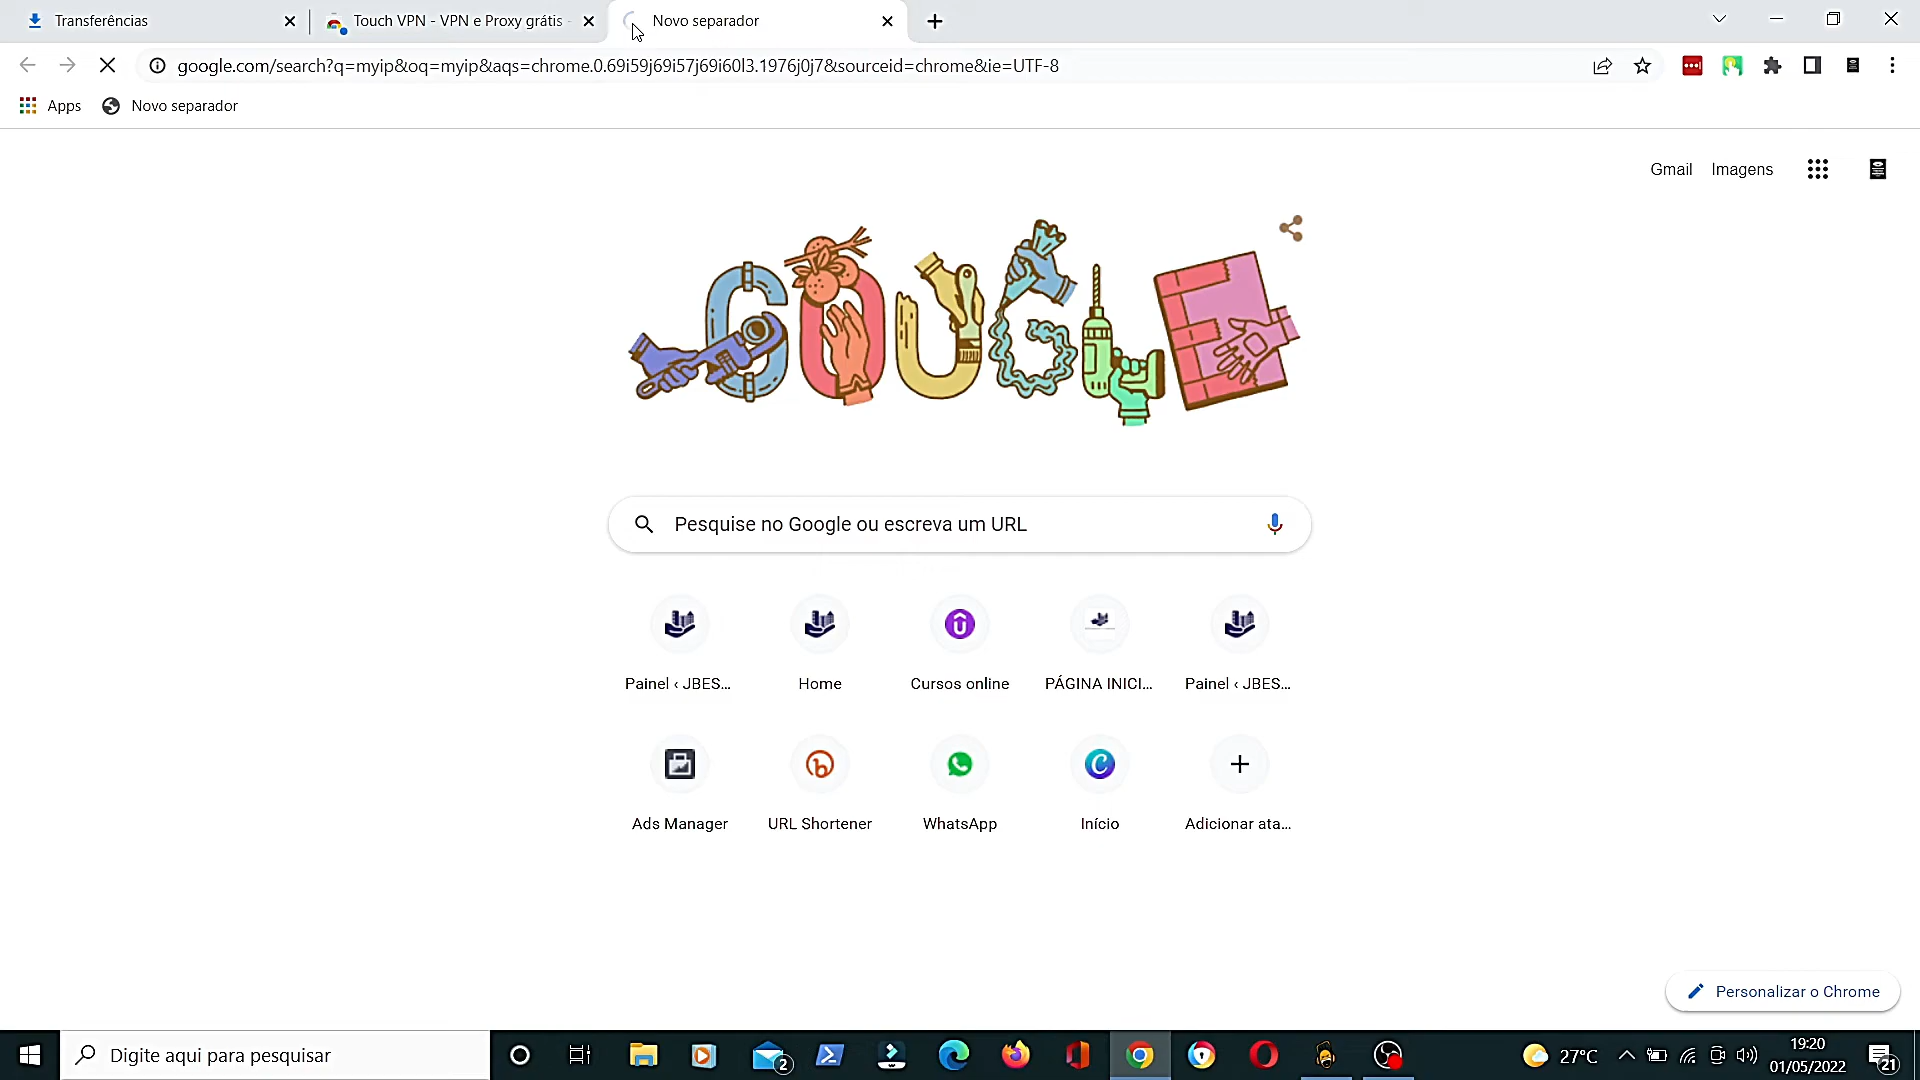 Transferências
Touch VPN - VPN e Proxy grátis -
Novo separador
google.com/search?q=myip&oq=myip&aqs=chrome.0.69i59j69i57j69i60l3.1976j0j7&sourceid=chrome&ie=UTF-8
Apps
Novo separador
Gmail
Imagens
GOUGLE
Pesquise no Google ou escreva um URL
Painel ‹ JBES...
Home
Cursos online
PÁGINA INICI...
Painel ‹ JBES...
Ads Manager
URL Shortener
WhatsApp
Início
Adicionar ata...
Personalizar o Chrome
Digite aqui para pesquisar
2
27°C
19:20
01/05/2022
21